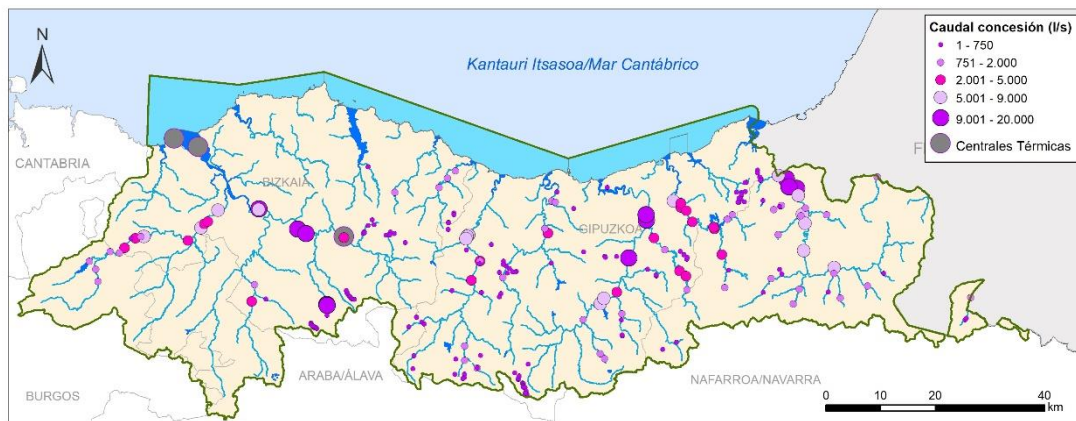 N
Kantauri Itsasoa/Mar Cantábrico
Caudal concesión (l/s)
1 - 750
751 - 2.000
2.001 - 5.000
5.001 - 9.000
9.001 - 20.000
Centrales Térmicas
F
CANTABRIA
BIZKAIA
GIPUZKOA
ARABA/ÁLAVA
NAFARROA/NAVARRA
BURGOS
0 10 20 30 40
km